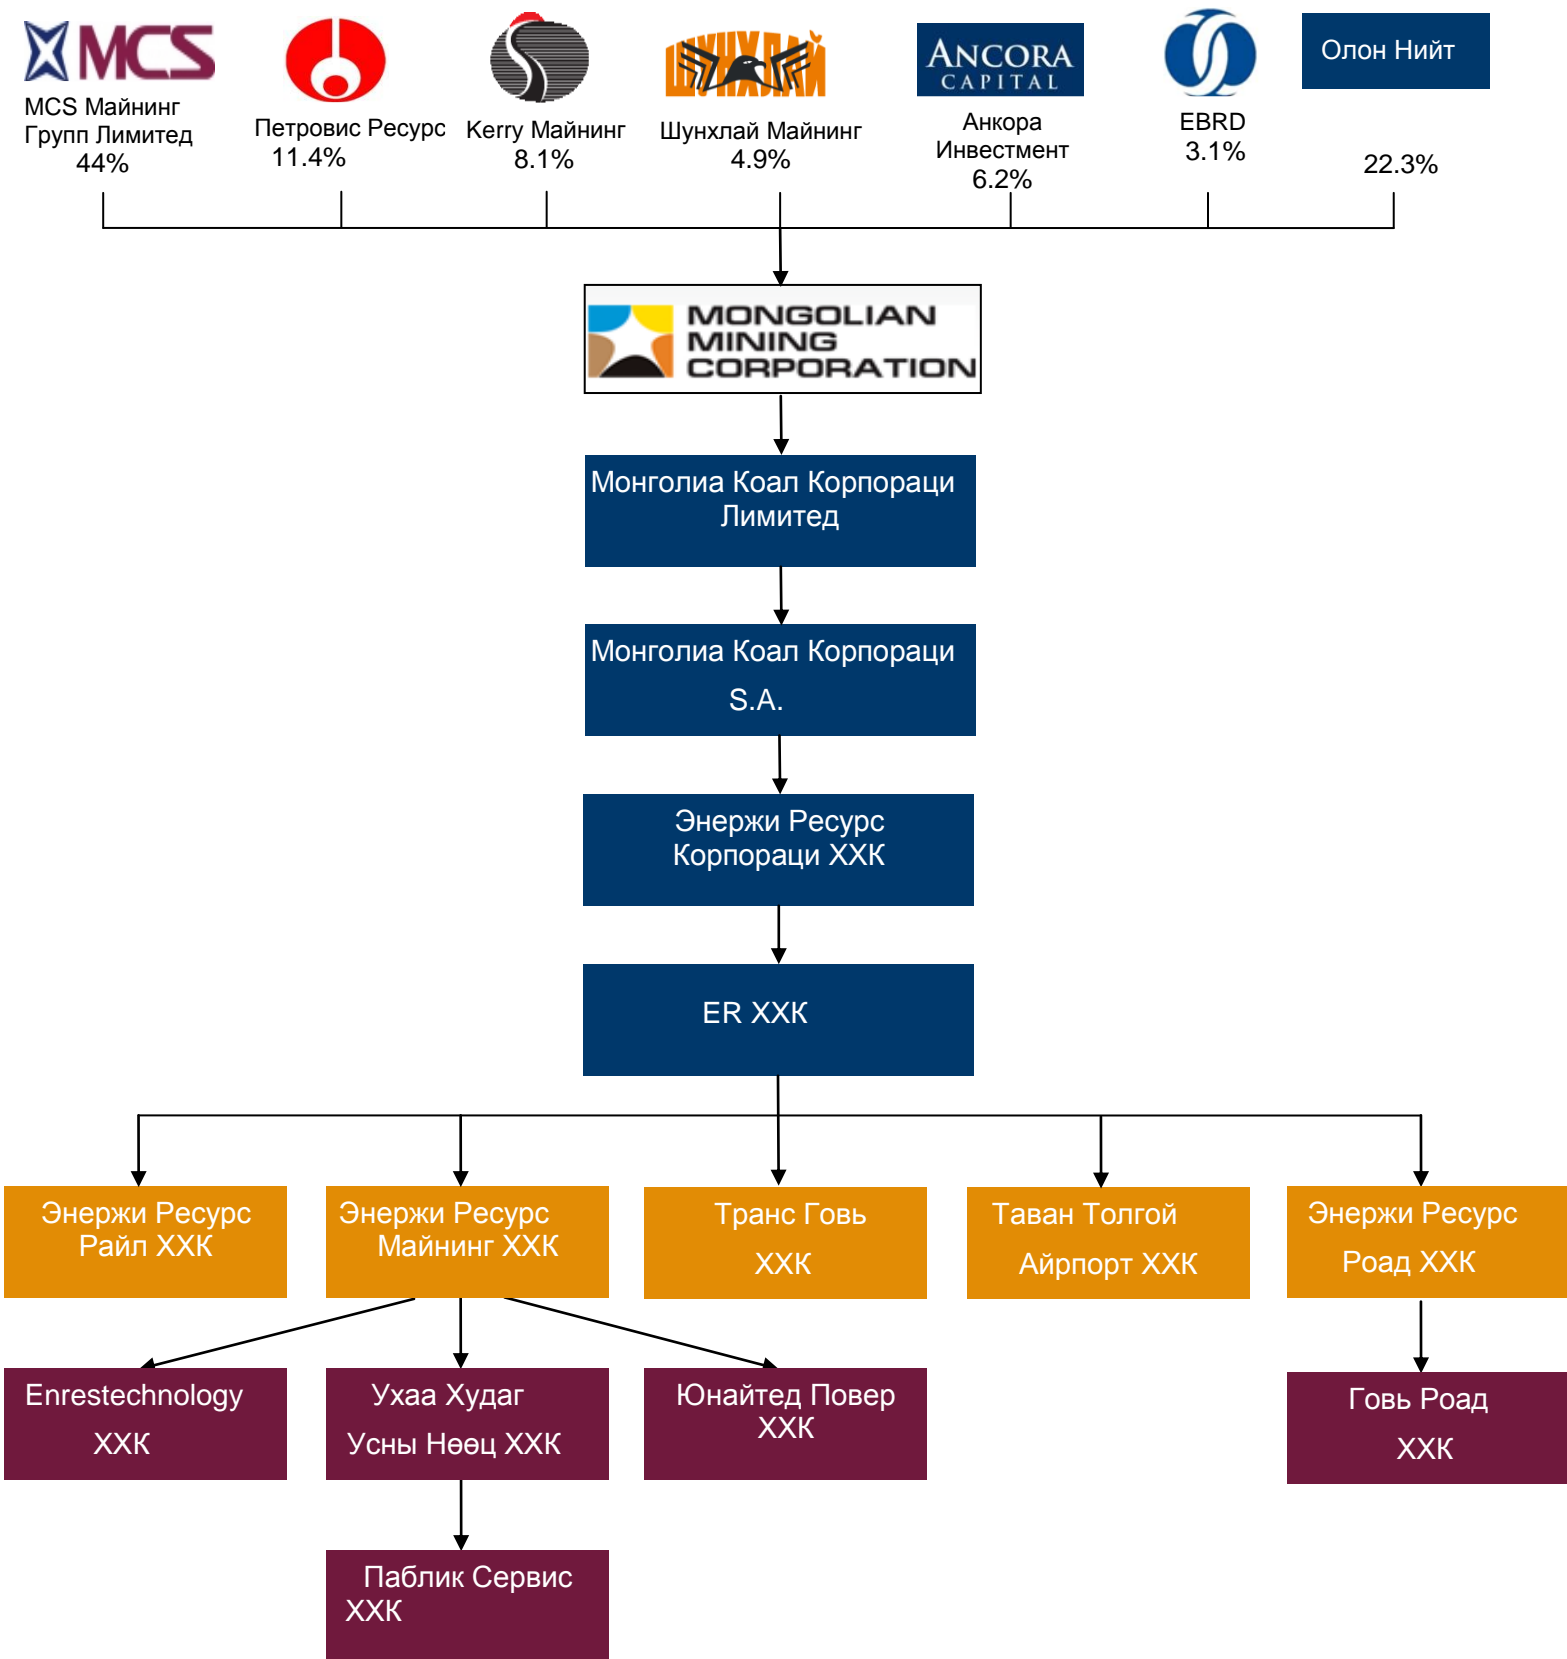 MCS
ШУНХЛАЙ
ANCORA
CAPITAL
Олон Нийт
MCS Майнинг
Групп Лимитед
44%
Петровис Ресурс
11.4%
Kerry Майнинг
8.1%
Шунхлай Майнинг
4.9%
Анкора
Инвестмент
6.2%
EBRD
3.1%
22.3%
MONGOLIAN
MINING
CORPORATION
Монголиа Коал Корпораци
Лимитед
Монголиа Коал Корпораци
S.A.
Энержи Ресурс
Корпораци ХХК
ER ХХК
Энержи Ресурс
Райл ХХК
Энержи Ресурс
Майнинг ХХК
Транс Говь
ХХК
Таван Толгой
Айрпорт ХХК
Энержи Ресурс
Роад ХХК
Enrestechnology
ХХК
Ухаа Худаг
Усны Нөөц ХХК
Юнайтед Повер
ХХК
Говь Роад
ХХК
Паблик Сервис
ХХК